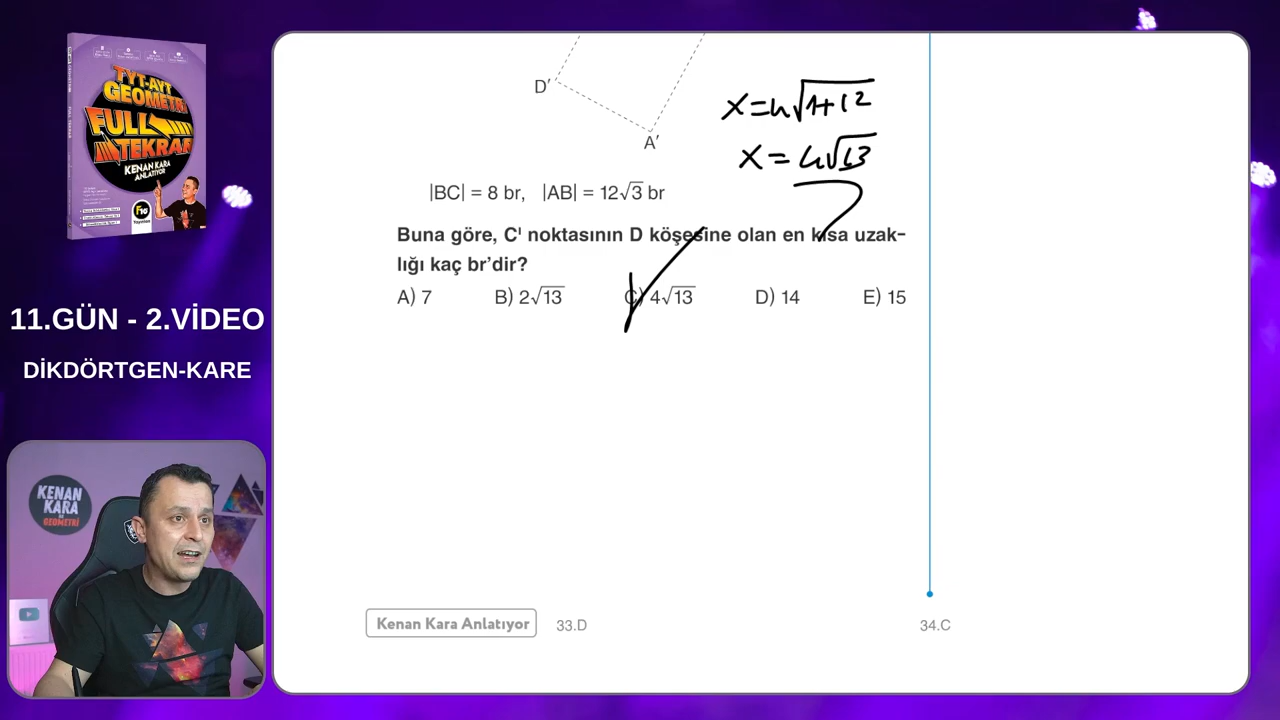 TYT-AYT
GEOMETRİ
FULL
TEKRAR
KENAN KARA
ANLATIYOR
11.GÜN - 2.VİDEO
DİKDÖRTGEN-KARE
KENAN
KARA
GEOMETRİ
D′
A′
x=4√1+12
x=4√13
|BC| = 8 br, |AB| = 12√3 br
Buna göre, Cᴵ noktasının D köşesine olan en kısa uzak-
lığı kaç br’dir?
A) 7 B) 2√13 C) 4√13 D) 14 E) 15
Kenan Kara Anlatıyor 33.D 34.C